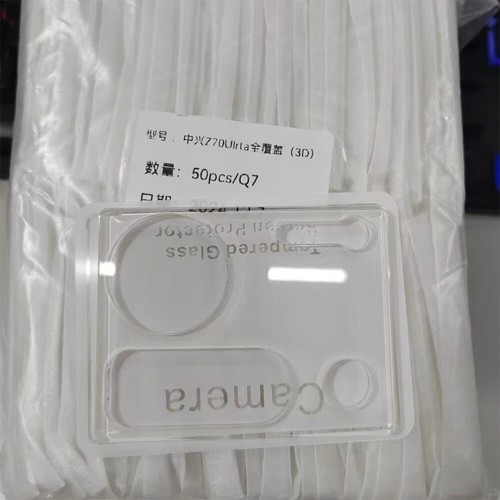 型号：中兴Z70Ulrta全覆盖（3D）
数量：50pcs/Q7
日期：
Tempered Glass
Screen Protector
Camera